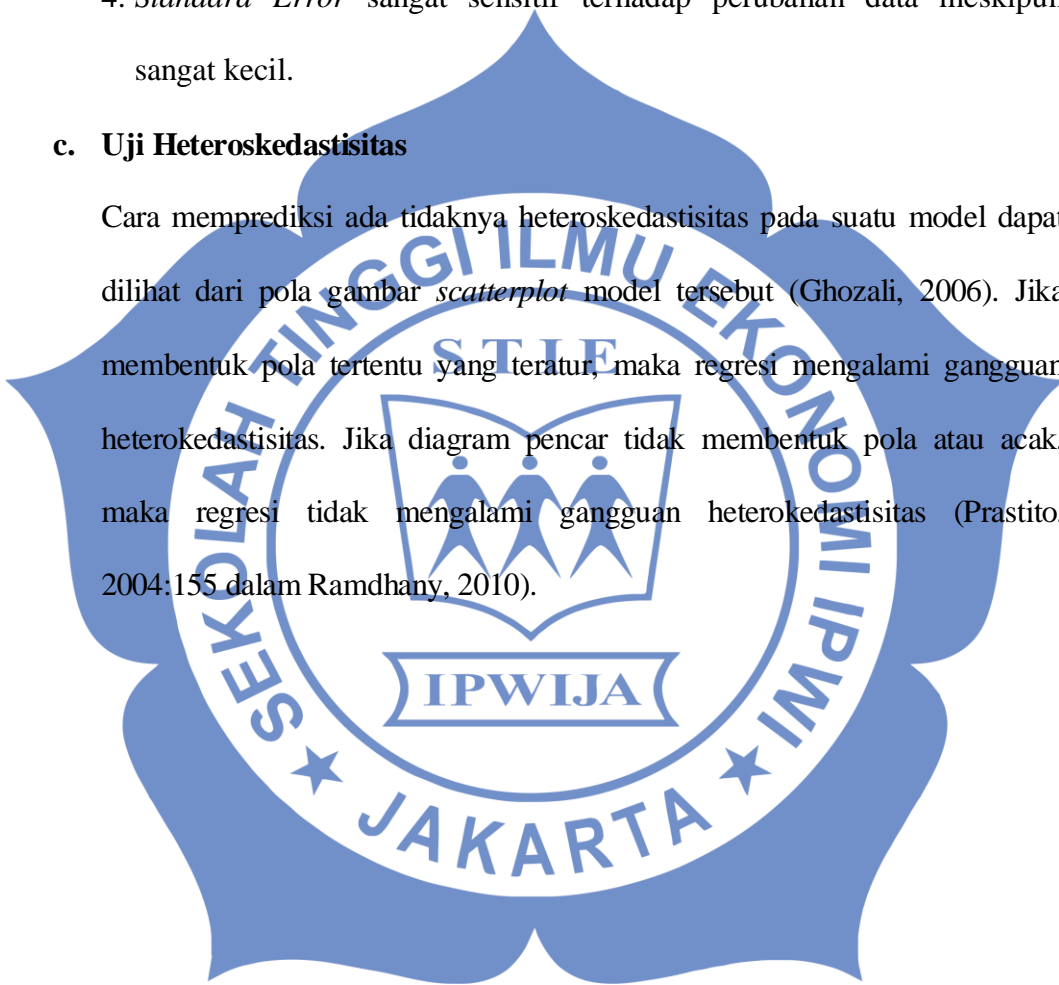 4. Standard Error sangat sensitif terhadap perubahan data meskipun
sangat kecil.
c. Uji Heteroskedastisitas
Cara memprediksi ada tidaknya heteroskedastisitas pada suatu model dapat
dilihat dari pola gambar scatterplot model tersebut (Ghozali, 2006). Jika
membentuk pola tertentu yang teratur, maka regresi mengalami gangguan
heterokedastisitas. Jika diagram pencar tidak membentuk pola atau acak,
maka regresi tidak mengalami gangguan heterokedastisitas (Prastito,
2004:155 dalam Ramdhany, 2010).
SEKOLAH TINGGI ILMU EKONOMI IPWI
STIE
IPWIJA
★ JAKARTA ★